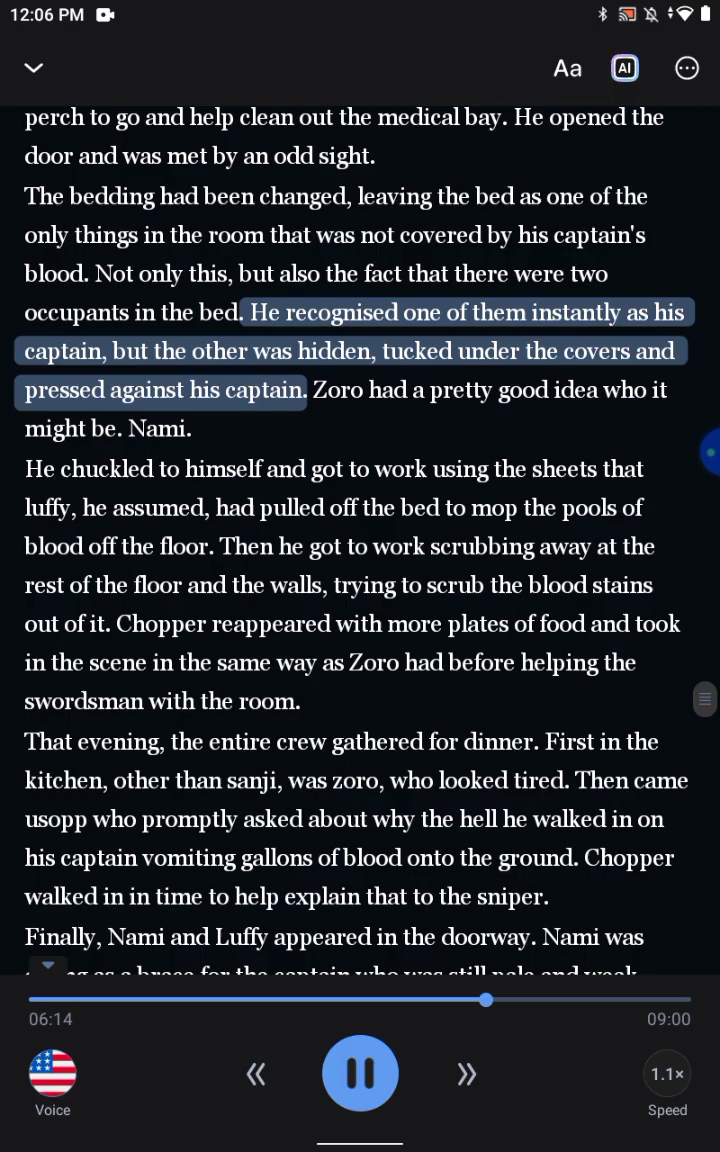 12:06 PM
Aa
AI
perch to go and help clean out the medical bay. He opened the
door and was met by an odd sight.
The bedding had been changed, leaving the bed as one of the
only things in the room that was not covered by his captain's
blood. Not only this, but also the fact that there were two
occupants in the bed. He recognised one of them instantly as his
captain, but the other was hidden, tucked under the covers and
pressed against his captain. Zoro had a pretty good idea who it
might be. Nami.
He chuckled to himself and got to work using the sheets that
luffy, he assumed, had pulled off the bed to mop the pools of
blood off the floor. Then he got to work scrubbing away at the
rest of the floor and the walls, trying to scrub the blood stains
out of it. Chopper reappeared with more plates of food and took
in the scene in the same way as Zoro had before helping the
swordsman with the room.
That evening, the entire crew gathered for dinner. First in the
kitchen, other than sanji, was zoro, who looked tired. Then came
usopp who promptly asked about why the hell he walked in on
his captain vomiting gallons of blood onto the ground. Chopper
walked in in time to help explain that to the sniper.
Finally, Nami and Luffy appeared in the doorway. Nami was
as a brace for the captain who was still pale and weak
06:14
09:00
1.1×
Voice
Speed